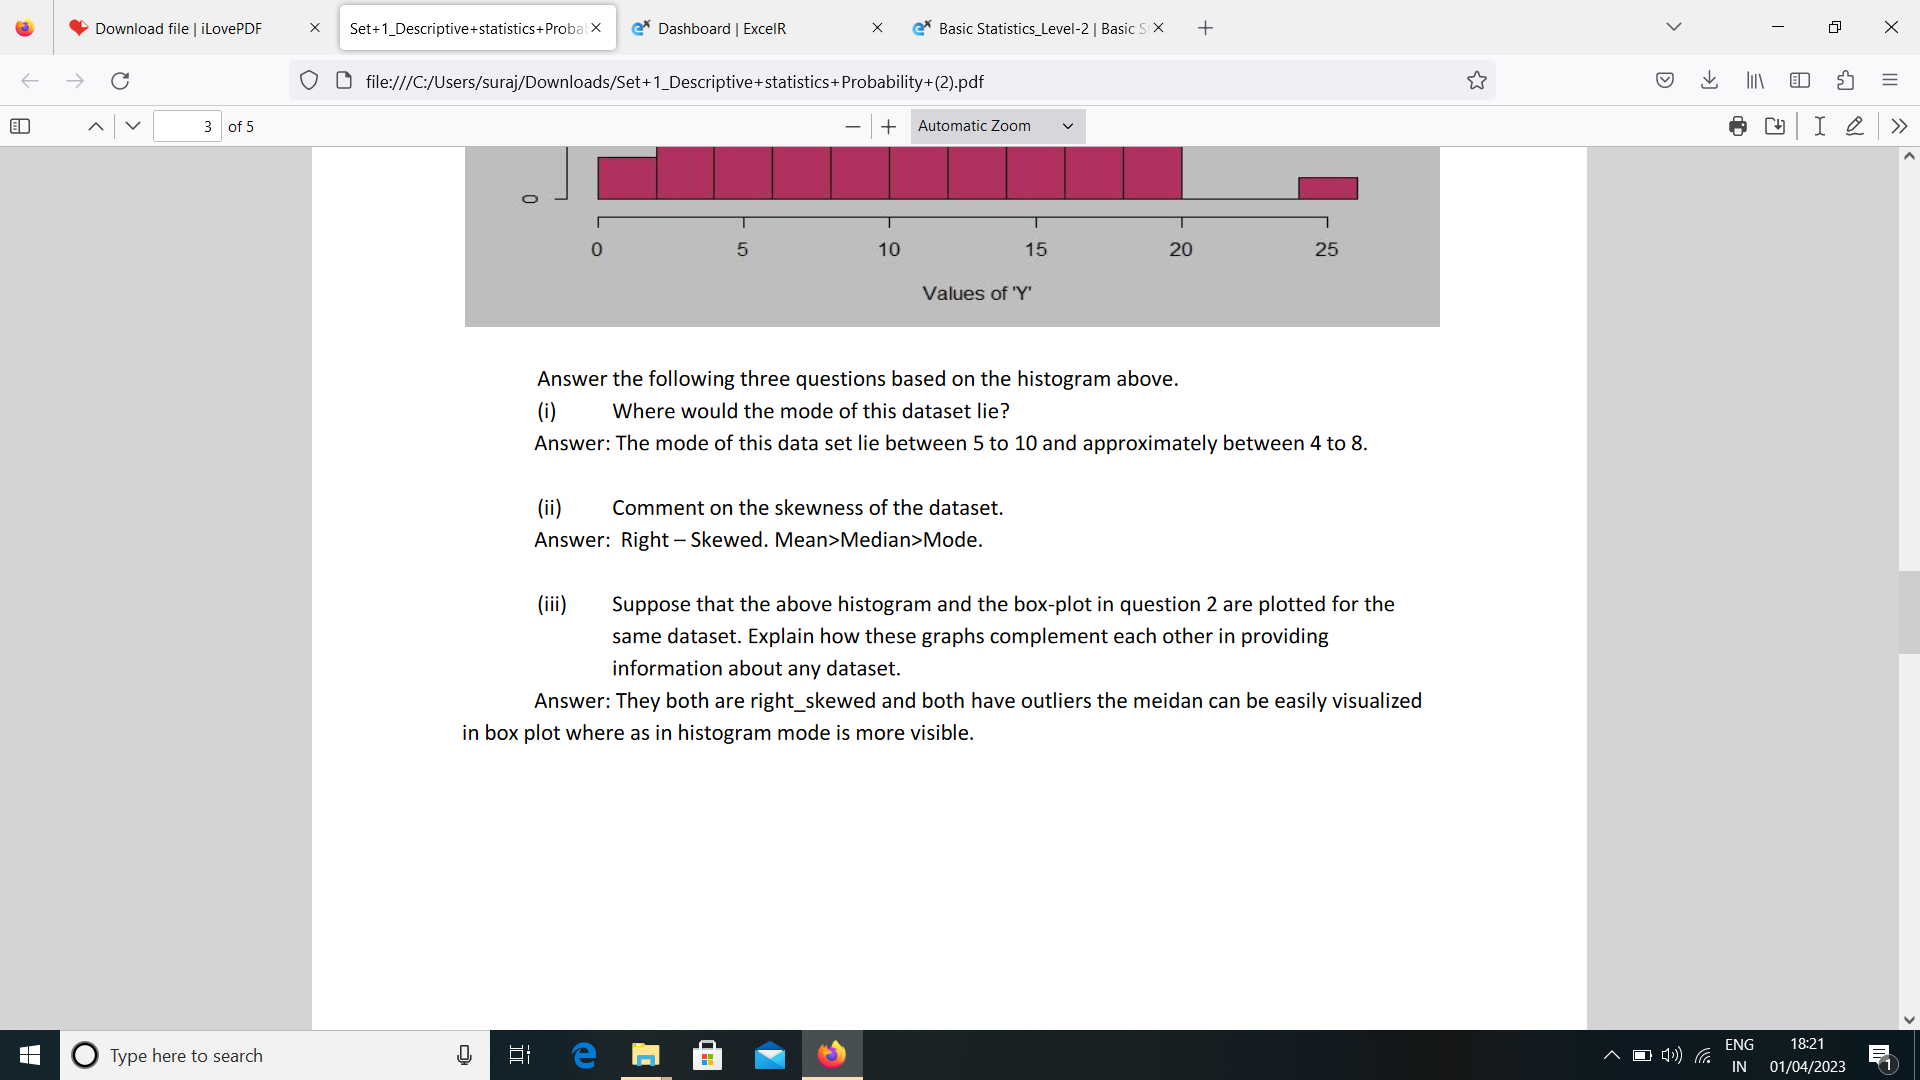 Download file | iLovePDF
Set+1_Descriptive+statistics+Proba
Dashboard | ExcelR
Basic Statistics_Level-2 | Basic S
file:///C:/Users/suraj/Downloads/Set+1_Descriptive+statistics+Probability+(2).pdf
3 of 5
Automatic Zoom
0
0 5 10 15 20 25
Values of 'Y'
Answer the following three questions based on the histogram above.
(i) Where would the mode of this dataset lie?
Answer: The mode of this data set lie between 5 to 10 and approximately between 4 to 8.
(ii) Comment on the skewness of the dataset.
Answer: Right – Skewed. Mean>Median>Mode.
(iii) Suppose that the above histogram and the box-plot in question 2 are plotted for the
same dataset. Explain how these graphs complement each other in providing
information about any dataset.
Answer: They both are right_skewed and both have outliers the meidan can be easily visualized
in box plot where as in histogram mode is more visible.
Type here to search
ENG
IN
18:21
01/04/2023
1